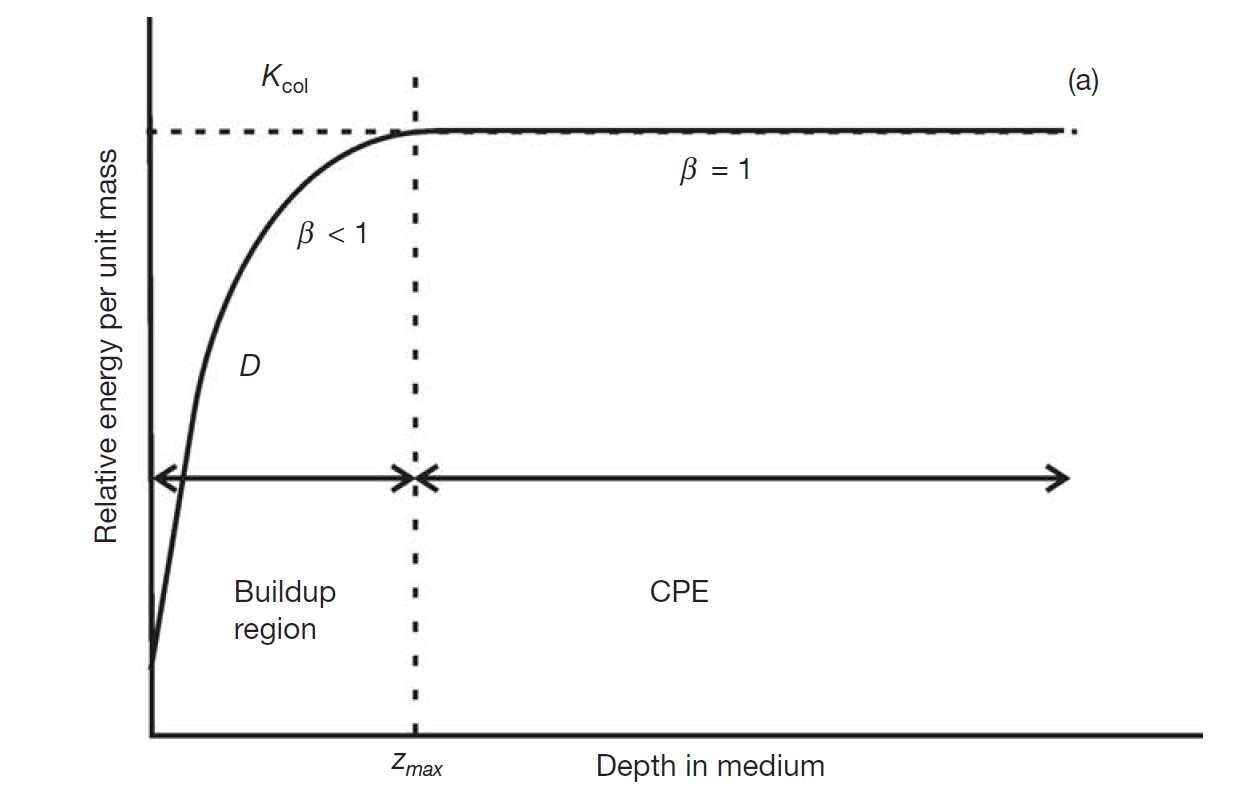 K_col
(a)
β = 1
β < 1
D
Relative energy per unit mass
Buildup
region
CPE
z_max
Depth in medium